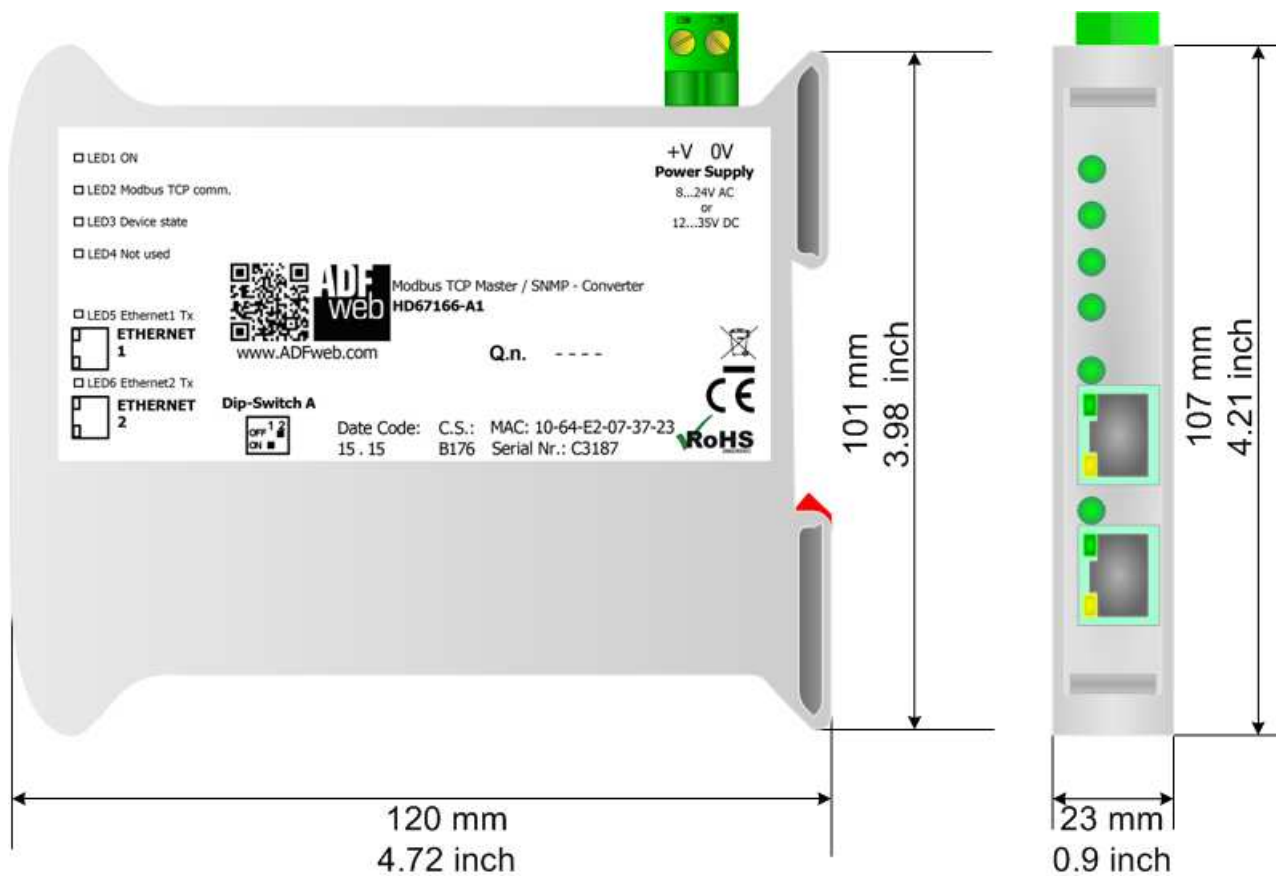 LED1 ON
LED2 Modbus TCP comm.
LED3 Device state
LED4 Not used
+V 0V
Power Supply
8...24V AC
or
12...35V DC
ADF
web
Modbus TCP Master / SNMP - Converter
HD67166-A1
www.ADFweb.com
Q.n. - - - -
LED5 Ethernet1 Tx
ETHERNET
1
LED6 Ethernet2 Tx
ETHERNET
2
Dip-Switch A
1 2
OFF
ON
Date Code: C.S.: MAC: 10-64-E2-07-37-23
15 . 15 B176 Serial Nr.: C3187
CE
RoHS
101 mm
3.98 inch
107 mm
4.21 inch
120 mm
4.72 inch
23 mm
0.9 inch